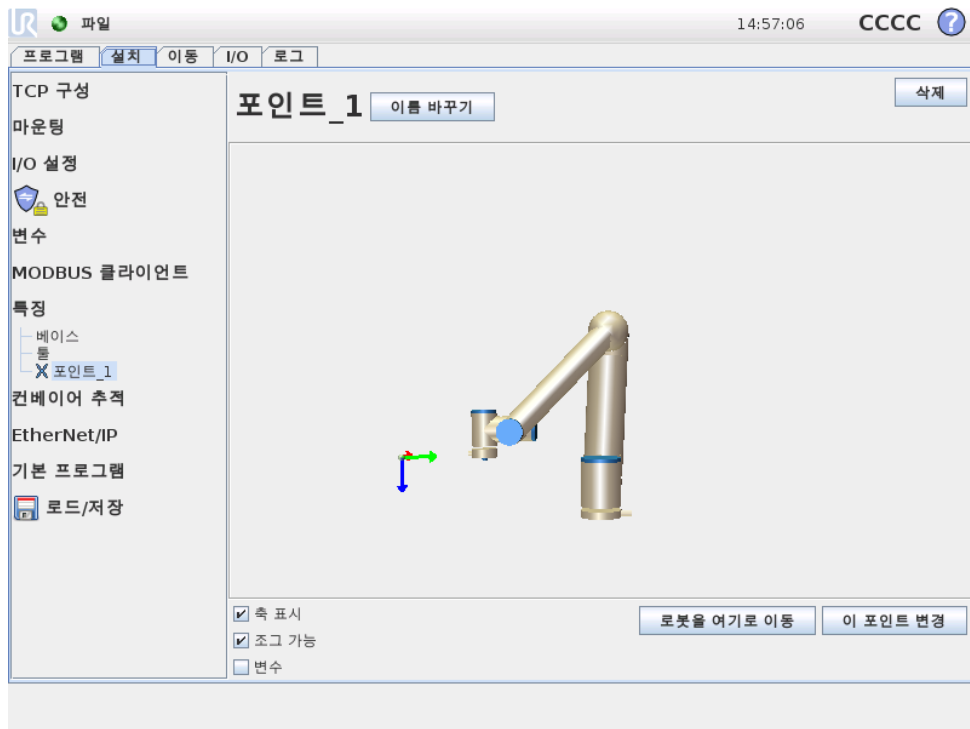 UR 파일 14:57:06 CCCC ?
프로그램 설치 이동 I/O 로그
TCP 구성
마운팅
I/O 설정
안전
변수
MODBUS 클라이언트
특징
베이스
툴
포인트_1
컨베이어 추적
EtherNet/IP
기본 프로그램
로드/저장
포인트_1 이름 바꾸기 삭제
축 표시
조그 가능
변수
로봇을 여기로 이동 이 포인트 변경